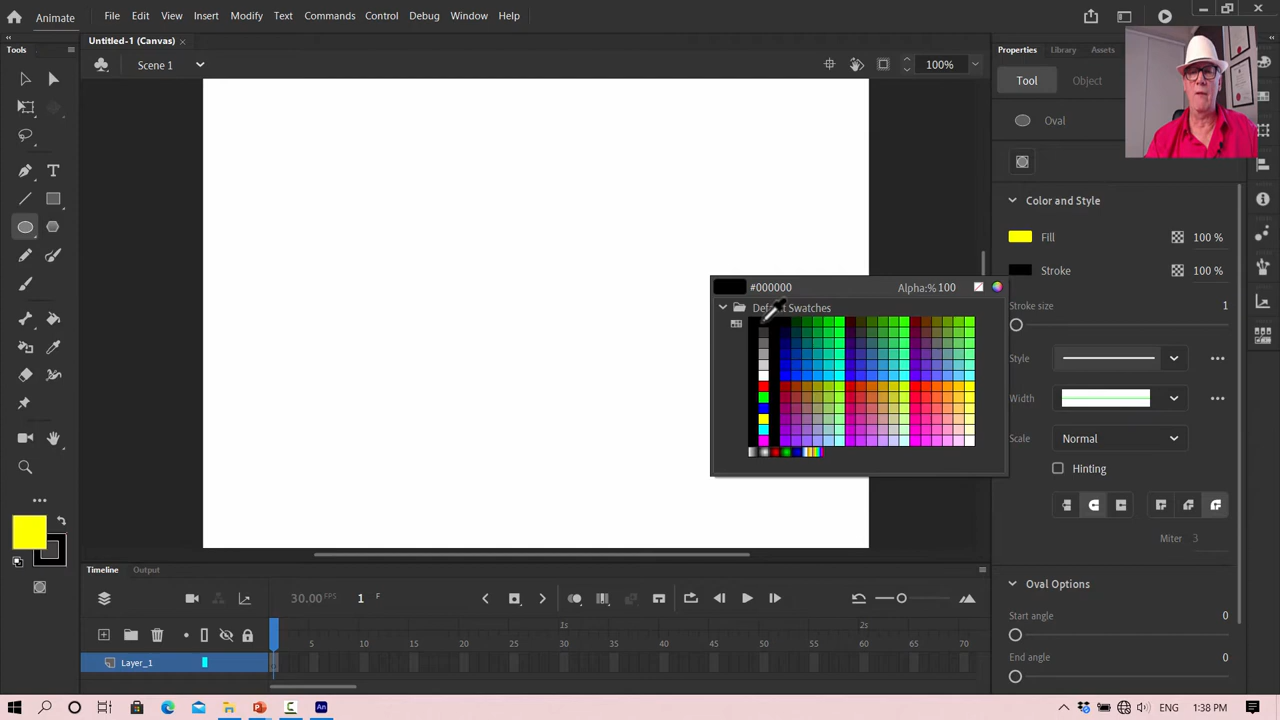 Animate
File Edit View Insert Modify Text Commands Control Debug Window Help
Untitled-1 (Canvas)
Scene 1
100%
Tools
Properties Library Assets
Tool Object
Oval
Color and Style
Fill 100 %
Stroke 100 %
Stroke size 1
Style
Width
Scale Normal
Hinting
Miter 3
Oval Options
Start angle 0
End angle 0
#000000 Alpha:% 100
Default Swatches
Timeline Output
30.00 FPS 1 F
1s 2s
5 10 15 20 25 30 35 40 45 50 55 60 65 70
Layer_1
An ENG 1:38 PM